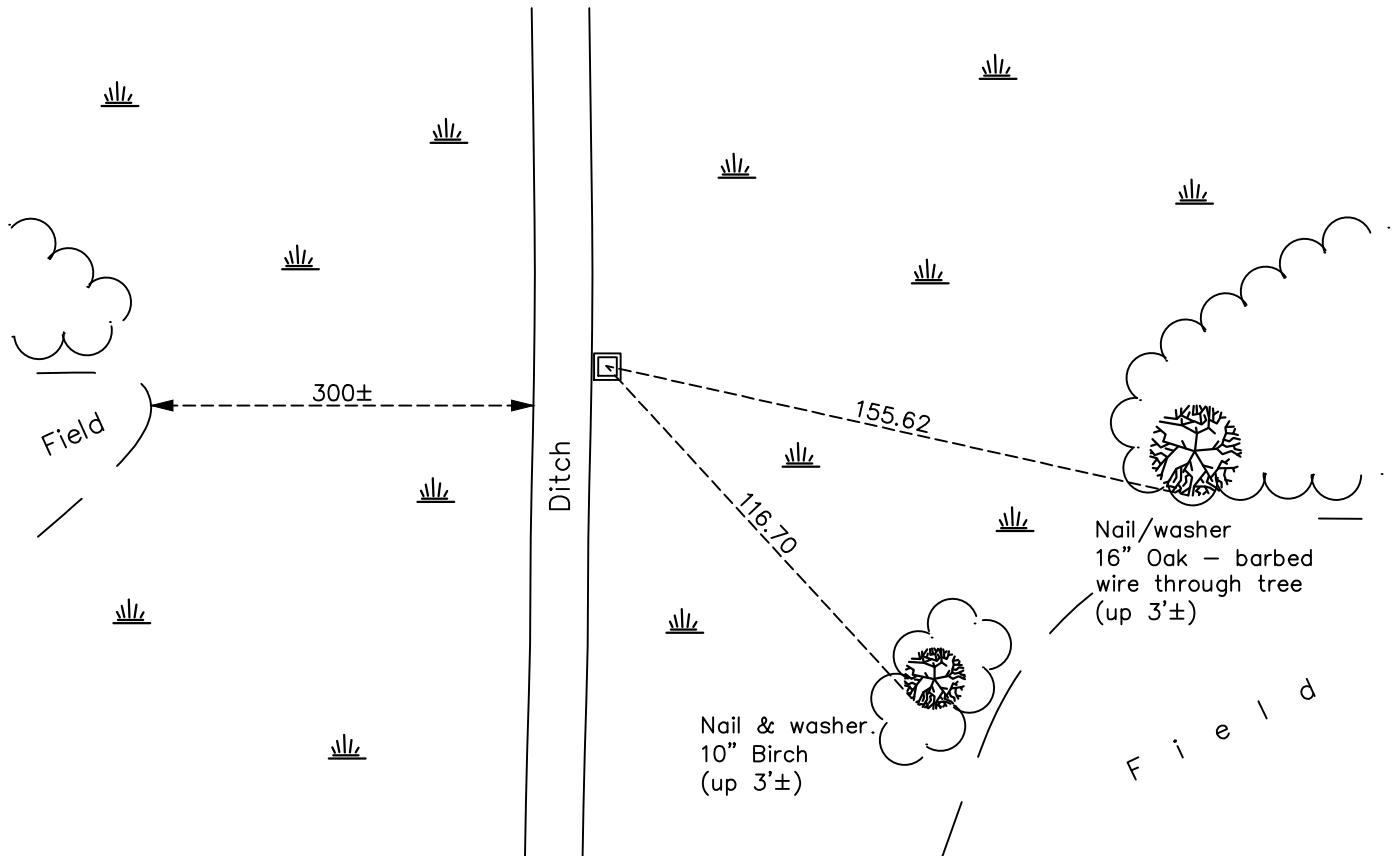 300±
Field
Ditch
155.62
116.70
Nail/washer
16” Oak – barbed
wire through tree
(up 3’±)
Nail & washer.
10” Birch
(up 3’±)
Field